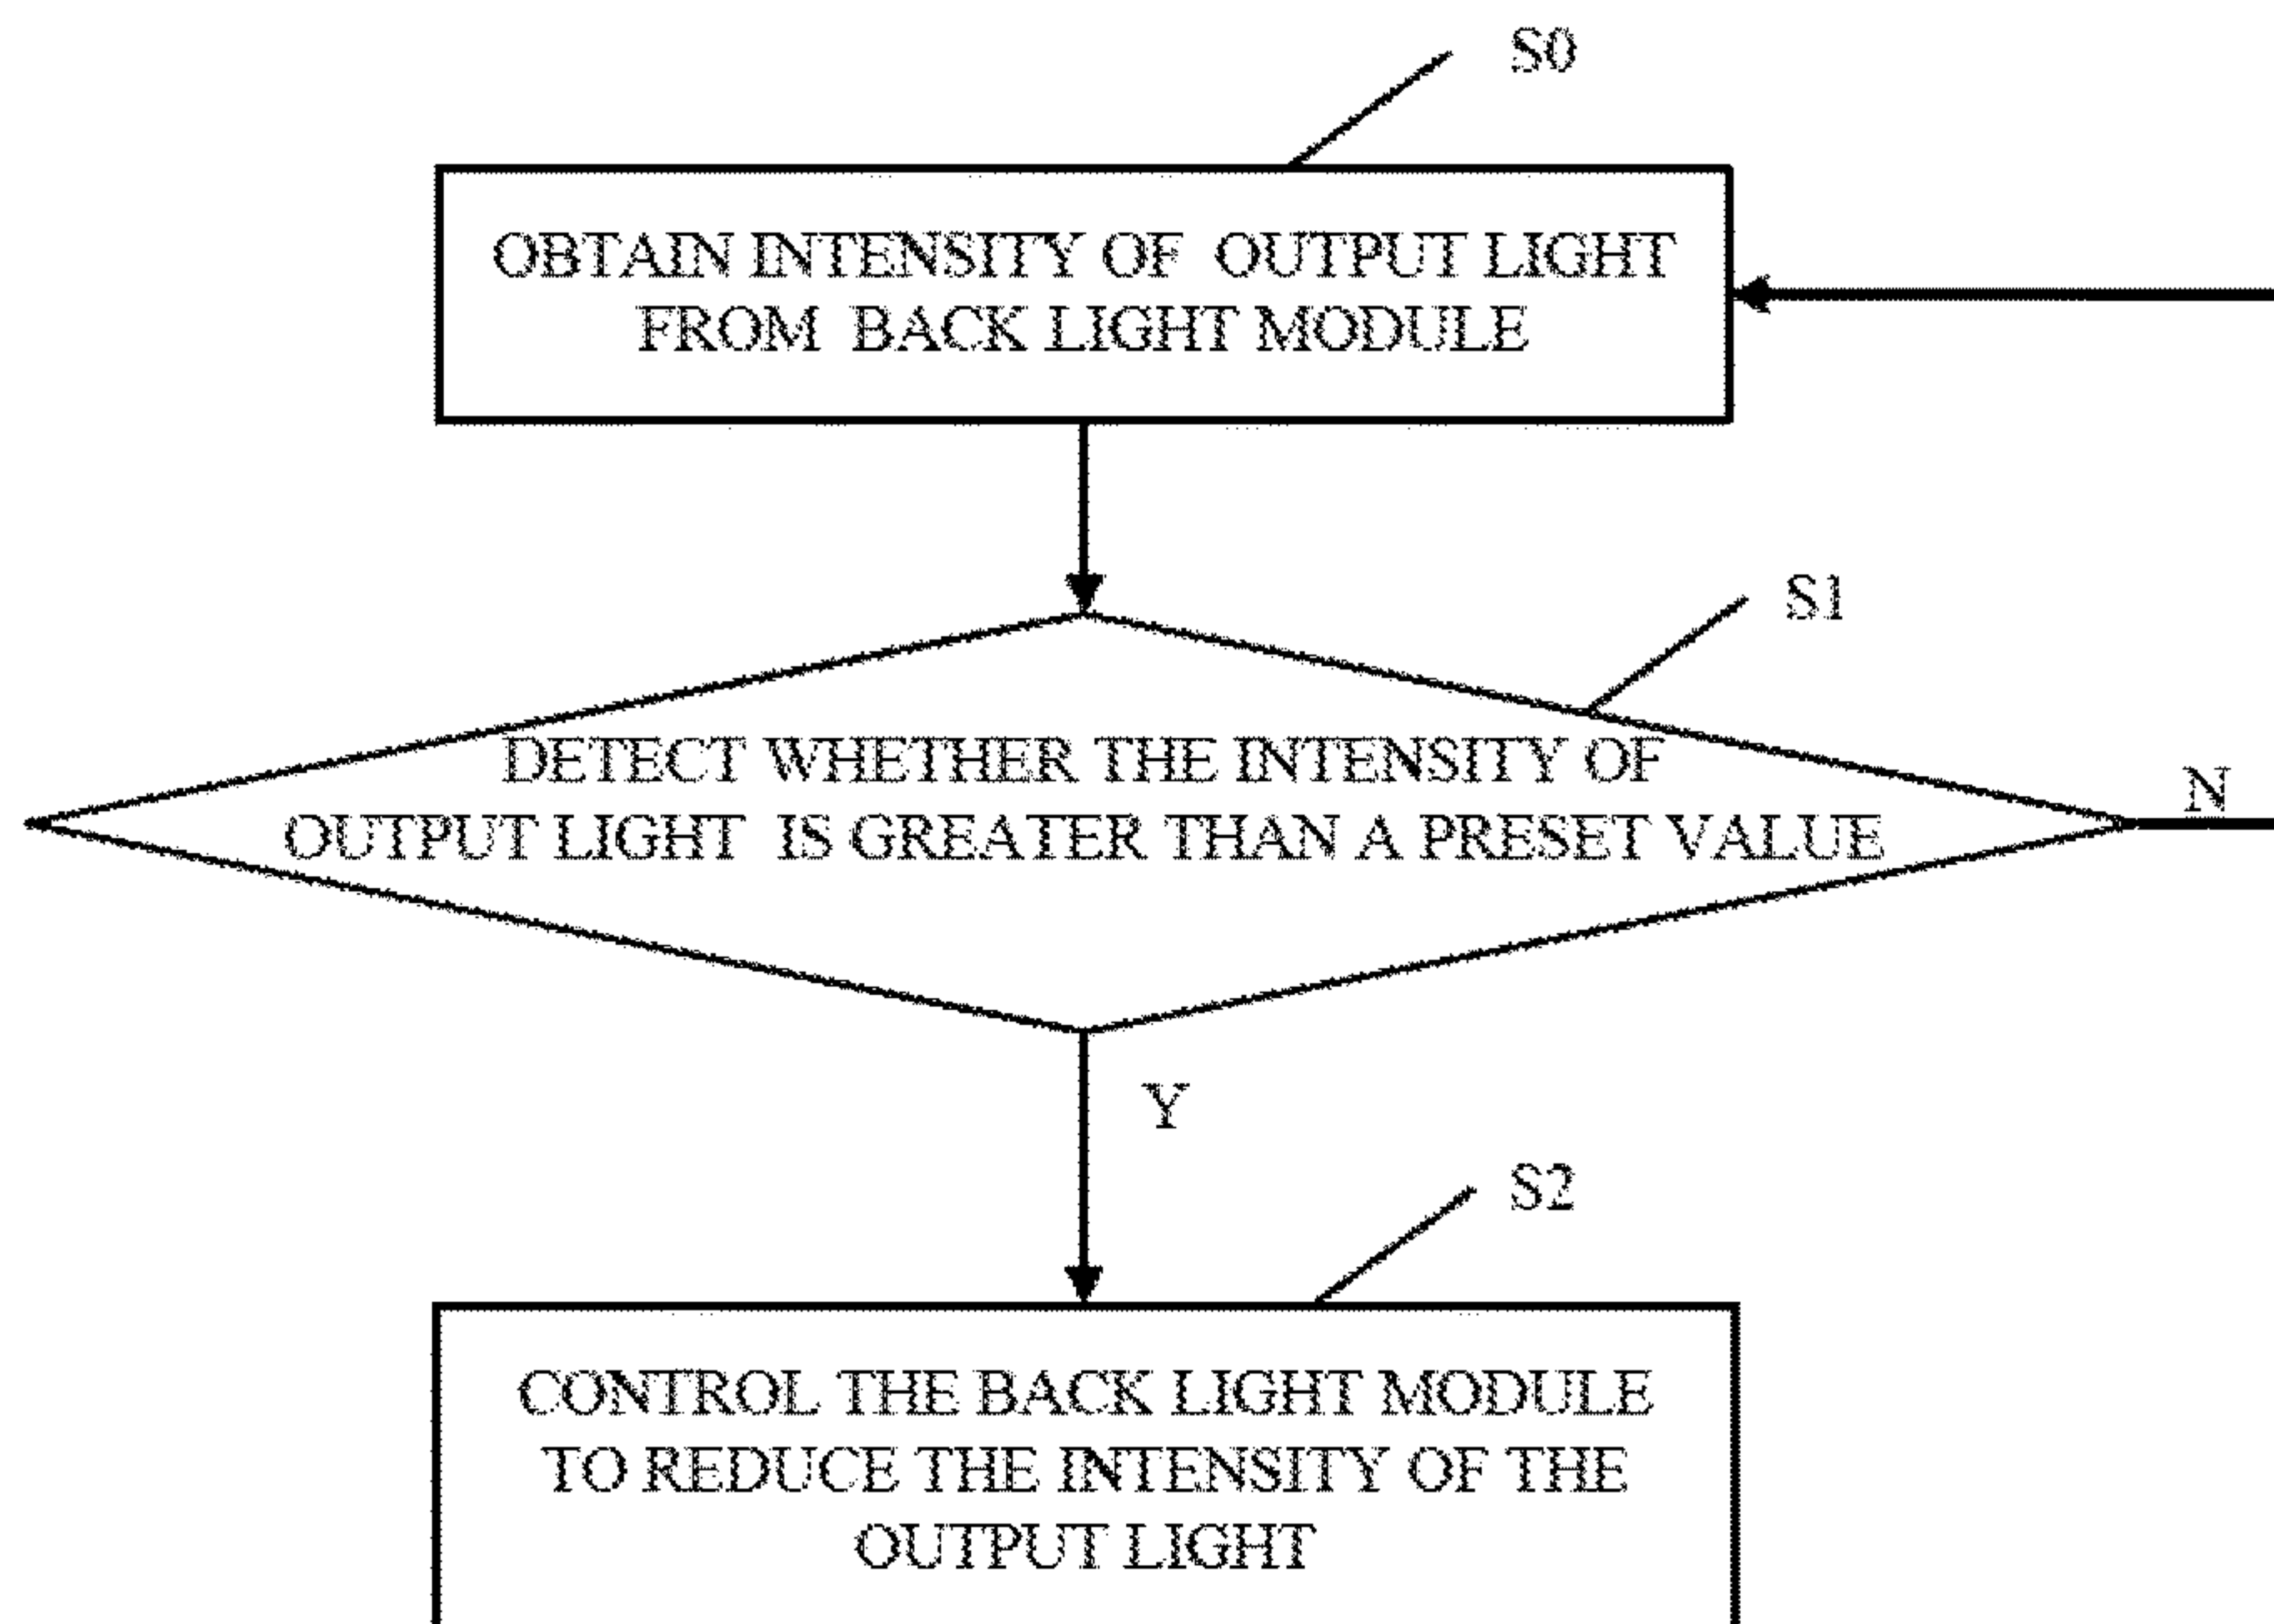 S0
OBTAIN INTENSITY OF OUTPUT LIGHT
FROM BACK LIGHT MODULE
S1
DETECT WHETHER THE INTENSITY OF
OUTPUT LIGHT IS GREATER THAN A PRESET VALUE
N
Y
S2
CONTROL THE BACK LIGHT MODULE
TO REDUCE THE INTENSITY OF THE
OUTPUT LIGHT